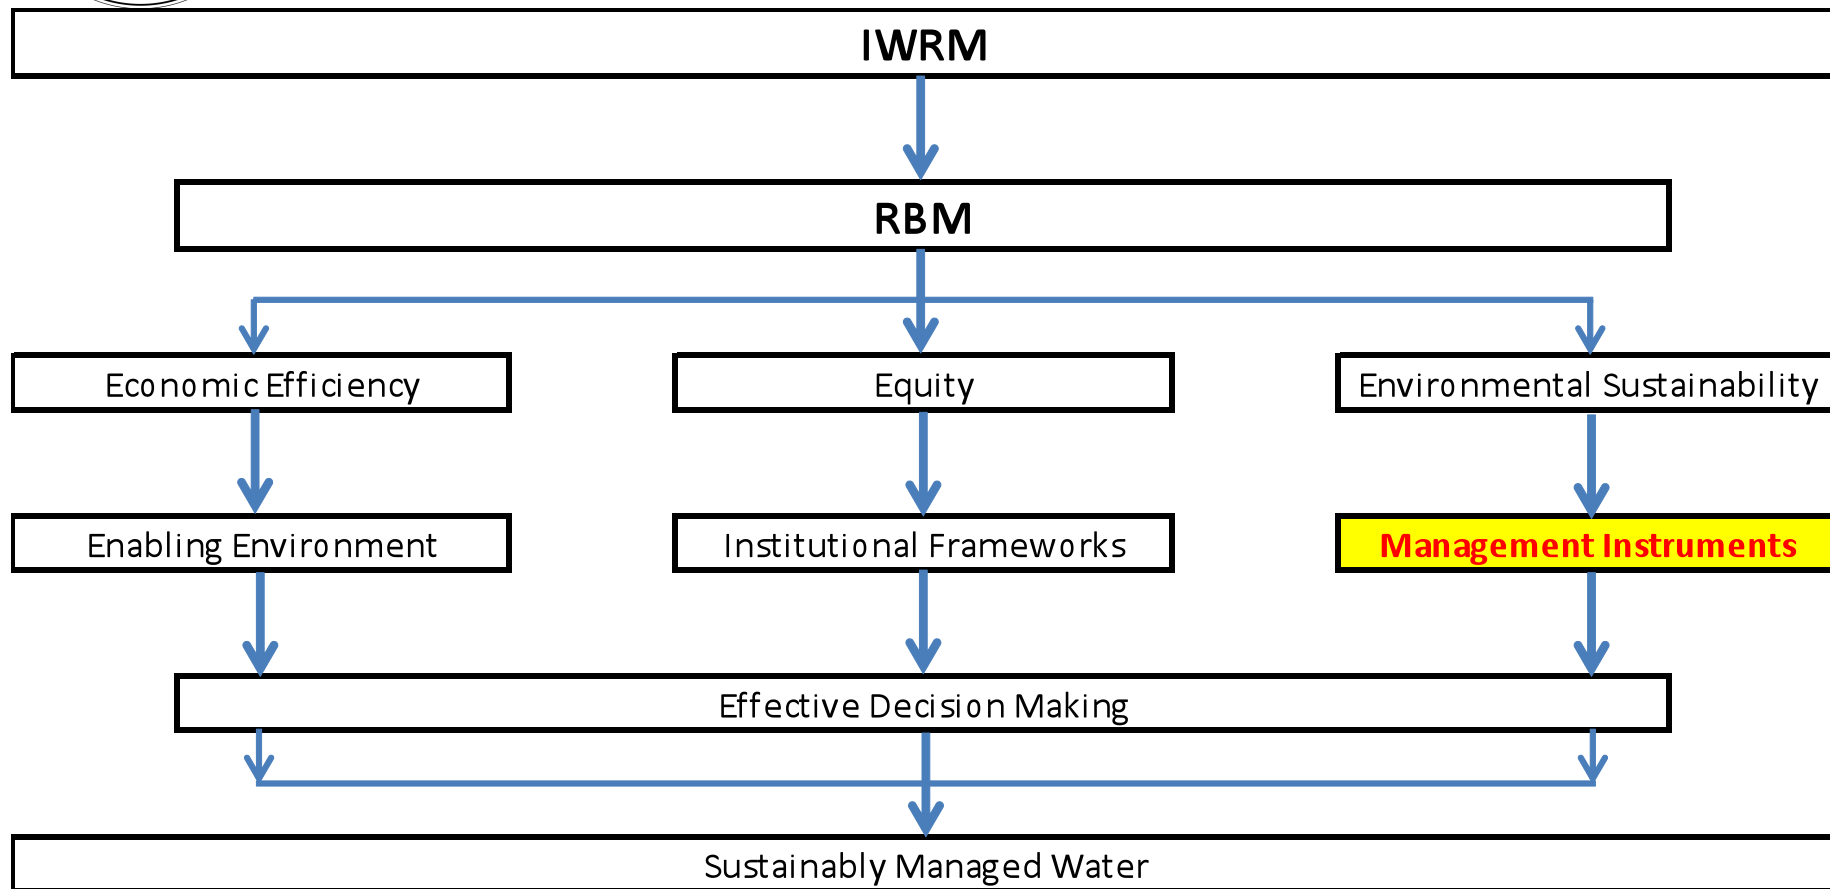 IWRM
RBM
Economic Efficiency
Equity
Environmental Sustainability
Enabling Environment
Institutional Frameworks
Management Instruments
Effective Decision Making
Sustainably Managed Water